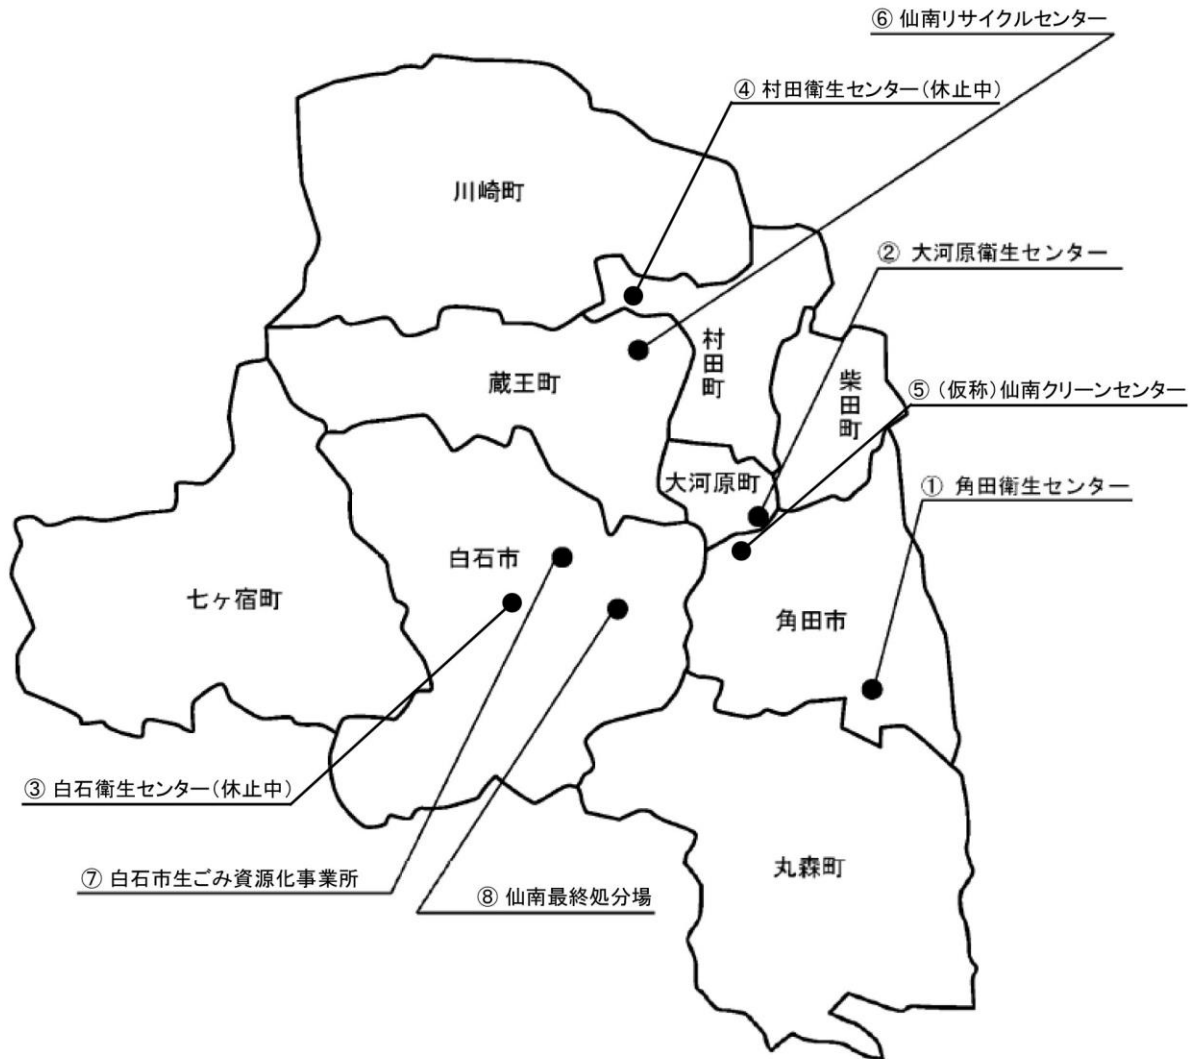 ⑥ 仙南リサイクルセンター
④ 村田衛生センター(休止中)
川崎町
② 大河原衛生センター
村田町
蔵王町
柴田町
⑤ (仮称)仙南クリーンセンター
大河原町
① 角田衛生センター
白石市
七ヶ宿町
角田市
③ 白石衛生センター(休止中)
丸森町
⑦ 白石市生ごみ資源化事業所
⑧ 仙南最終処分場